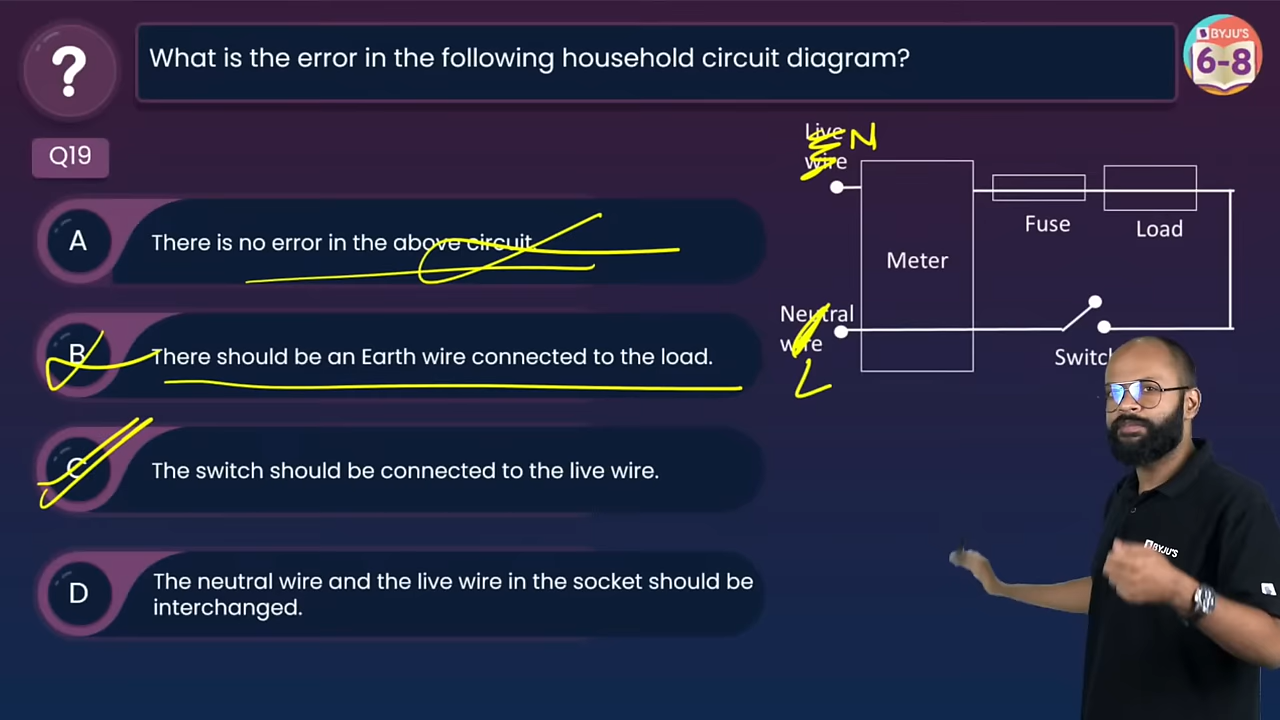 ?
What is the error in the following household circuit diagram?
BYJU'S
6-8
Q19
A
There is no error in the above circuit.
B
There should be an Earth wire connected to the load.
C
The switch should be connected to the live wire.
D
The neutral wire and the live wire in the socket should be
interchanged.
Live N
wire
Fuse
Load
Meter
Neutral
wire
L
Switch
BYJU'S